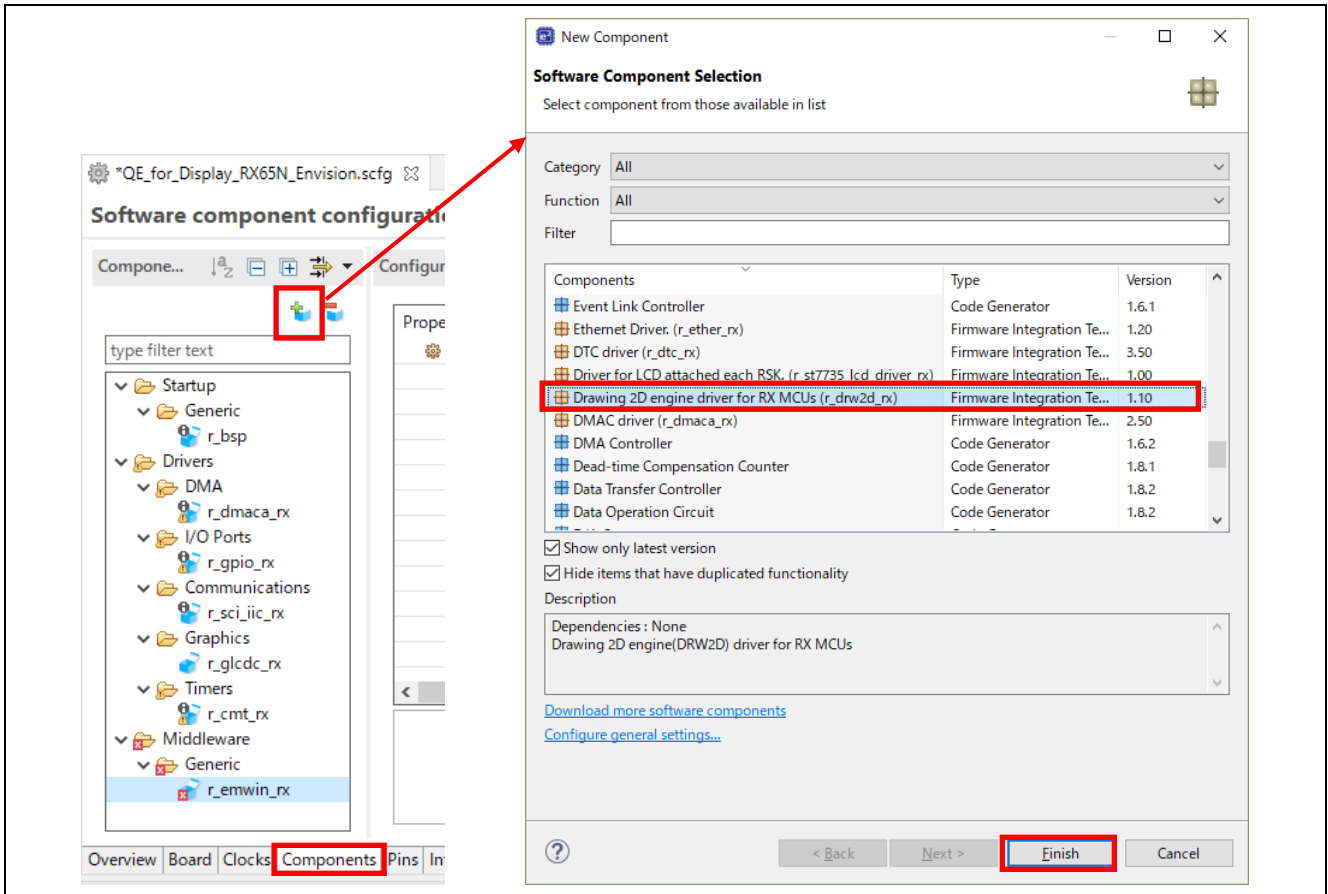 *QE_for_Display_RX65N_Envision.scfg
Software component configurati
Compone...
Configur
type filter text
Startup
Generic
r_bsp
Drivers
DMA
r_dmaca_rx
I/O Ports
r_gpio_rx
Communications
r_sci_iic_rx
Graphics
r_glcdc_rx
Timers
r_cmt_rx
Middleware
Generic
r_emwin_rx
Prope
Overview Board Clocks Components Pins In
New Component
Software Component Selection
Select component from those available in list
Category All
Function All
Filter
Components Type Version
Event Link Controller Code Generator 1.6.1
Ethernet Driver. (r_ether_rx) Firmware Integration Te... 1.20
DTC driver (r_dtc_rx) Firmware Integration Te... 3.50
Driver for LCD attached each RSK. (r_st7735_lcd_driver_rx) Firmware Integration Te... 1.00
Drawing 2D engine driver for RX MCUs (r_drw2d_rx) Firmware Integration Te... 1.10
DMAC driver (r_dmaca_rx) Firmware Integration Te... 2.50
DMA Controller Code Generator 1.6.2
Dead-time Compensation Counter Code Generator 1.8.1
Data Transfer Controller Code Generator 1.8.2
Data Operation Circuit Code Generator 1.8.2
Show only latest version
Hide items that have duplicated functionality
Description
Dependencies : None
Drawing 2D engine(DRW2D) driver for RX MCUs
Download more software components
Configure general settings...
< Back Next > Finish Cancel